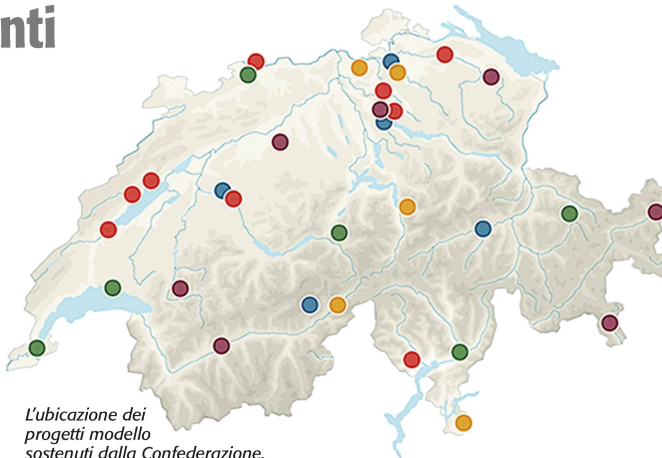 nti
L'ubicazione dei
progetti modello
sostenuti dalla Confederazione.